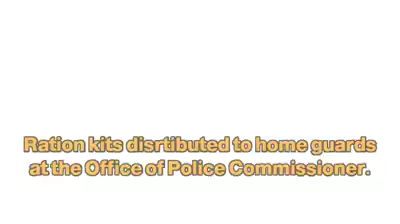 Ration kits disrtibuted to home guards
at the Office of Police Commissioner.